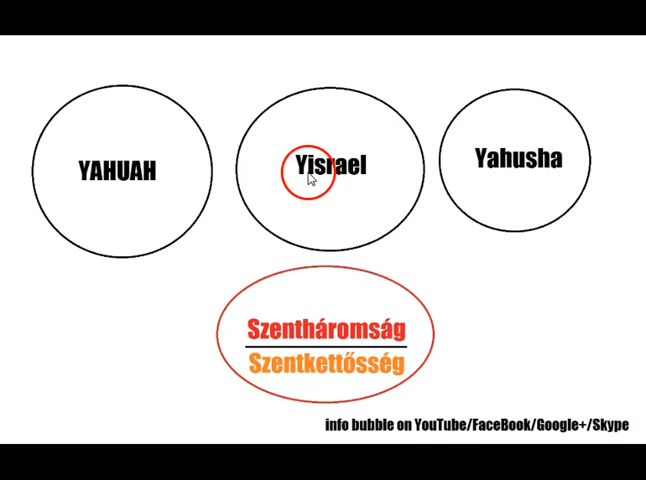 YAHUAH
Yisrael
Yahusha
Szentháromság
Szentkettősség
info bubble on YouTube/FaceBook/Google+/Skype